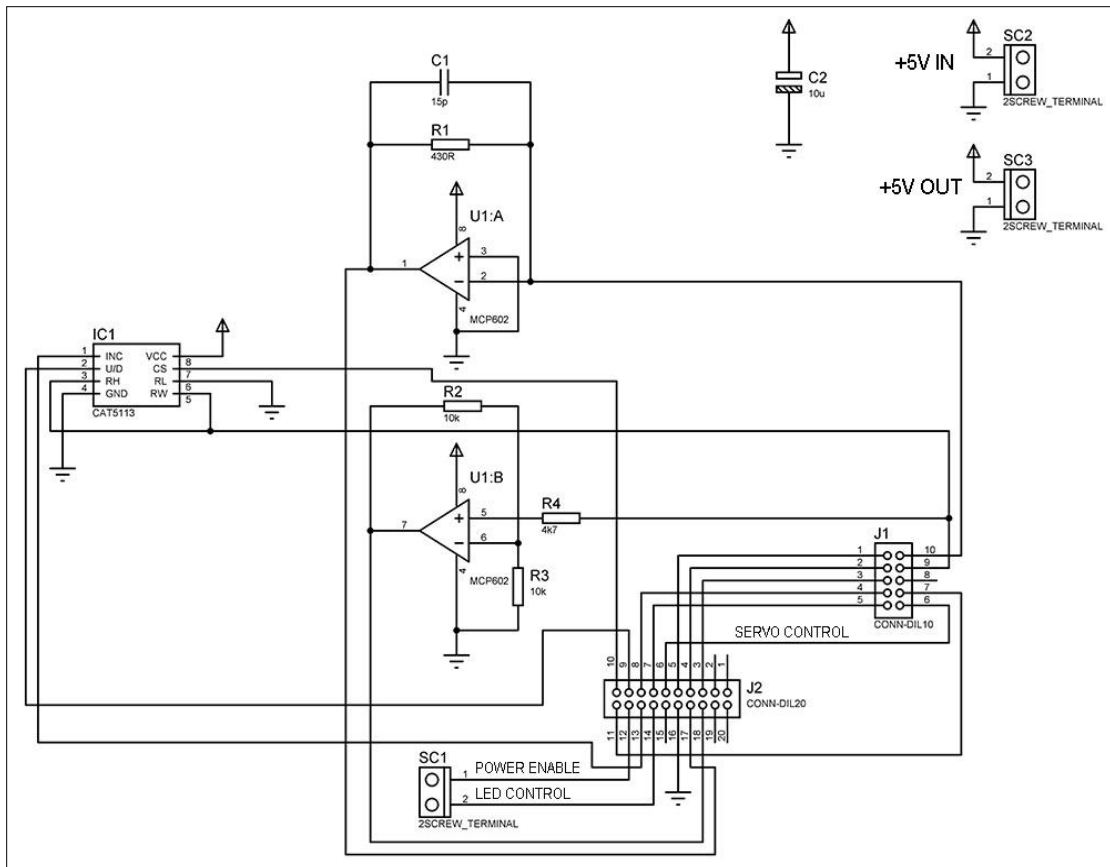 C1
15p
R1
430R
C2
10u
+5V IN
SC2
2
1
2SCREW_TERMINAL
+5V OUT
SC3
2
1
2SCREW_TERMINAL
U1:A
8
1
+
3
−
2
4
MCP602
IC1
1 INC VCC 8
2 U/D CS 7
3 RH RL 6
4 GND RW 5
CAT5113
R2
10k
U1:B
8
7
+
5
−
6
4
MCP602
R4
4k7
R3
10k
J1
1 10
2 9
3 8
4 7
5 6
CONN-DIL10
SERVO CONTROL
10 9 8 7 6 5 4 3 2 1
J2
CONN-DIL20
11 12 13 14 15 16 17 18 19 20
SC1
1 POWER ENABLE
2 LED CONTROL
2SCREW_TERMINAL